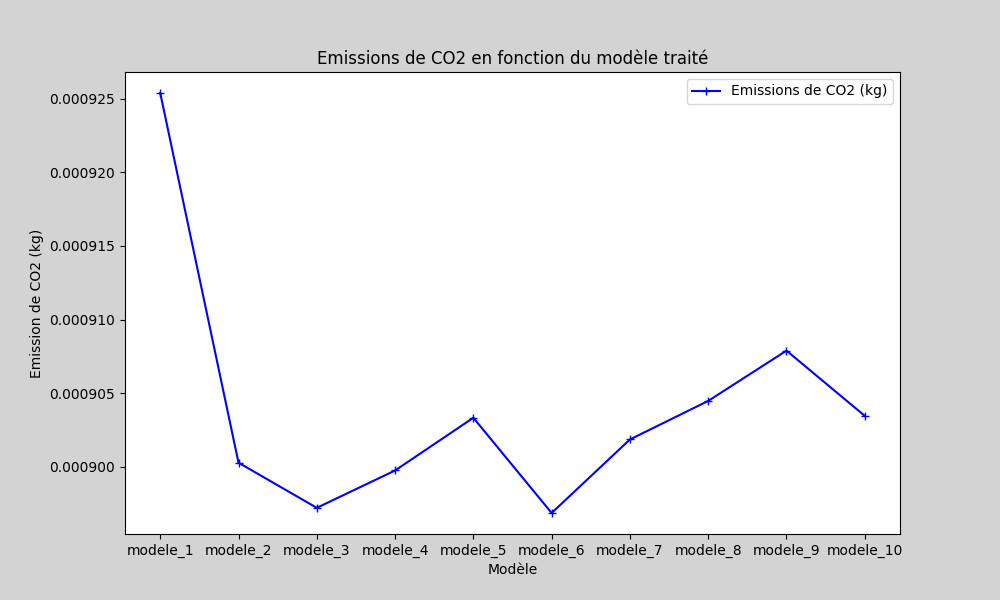 Emissions de CO2 en fonction du modèle traité
Emissions de CO2 (kg)
Emission de CO2 (kg)
0.000925
0.000920
0.000915
0.000910
0.000905
0.000900
modele_1 modele_2 modele_3 modele_4 modele_5 modele_6 modele_7 modele_8 modele_9 modele_10
Modèle